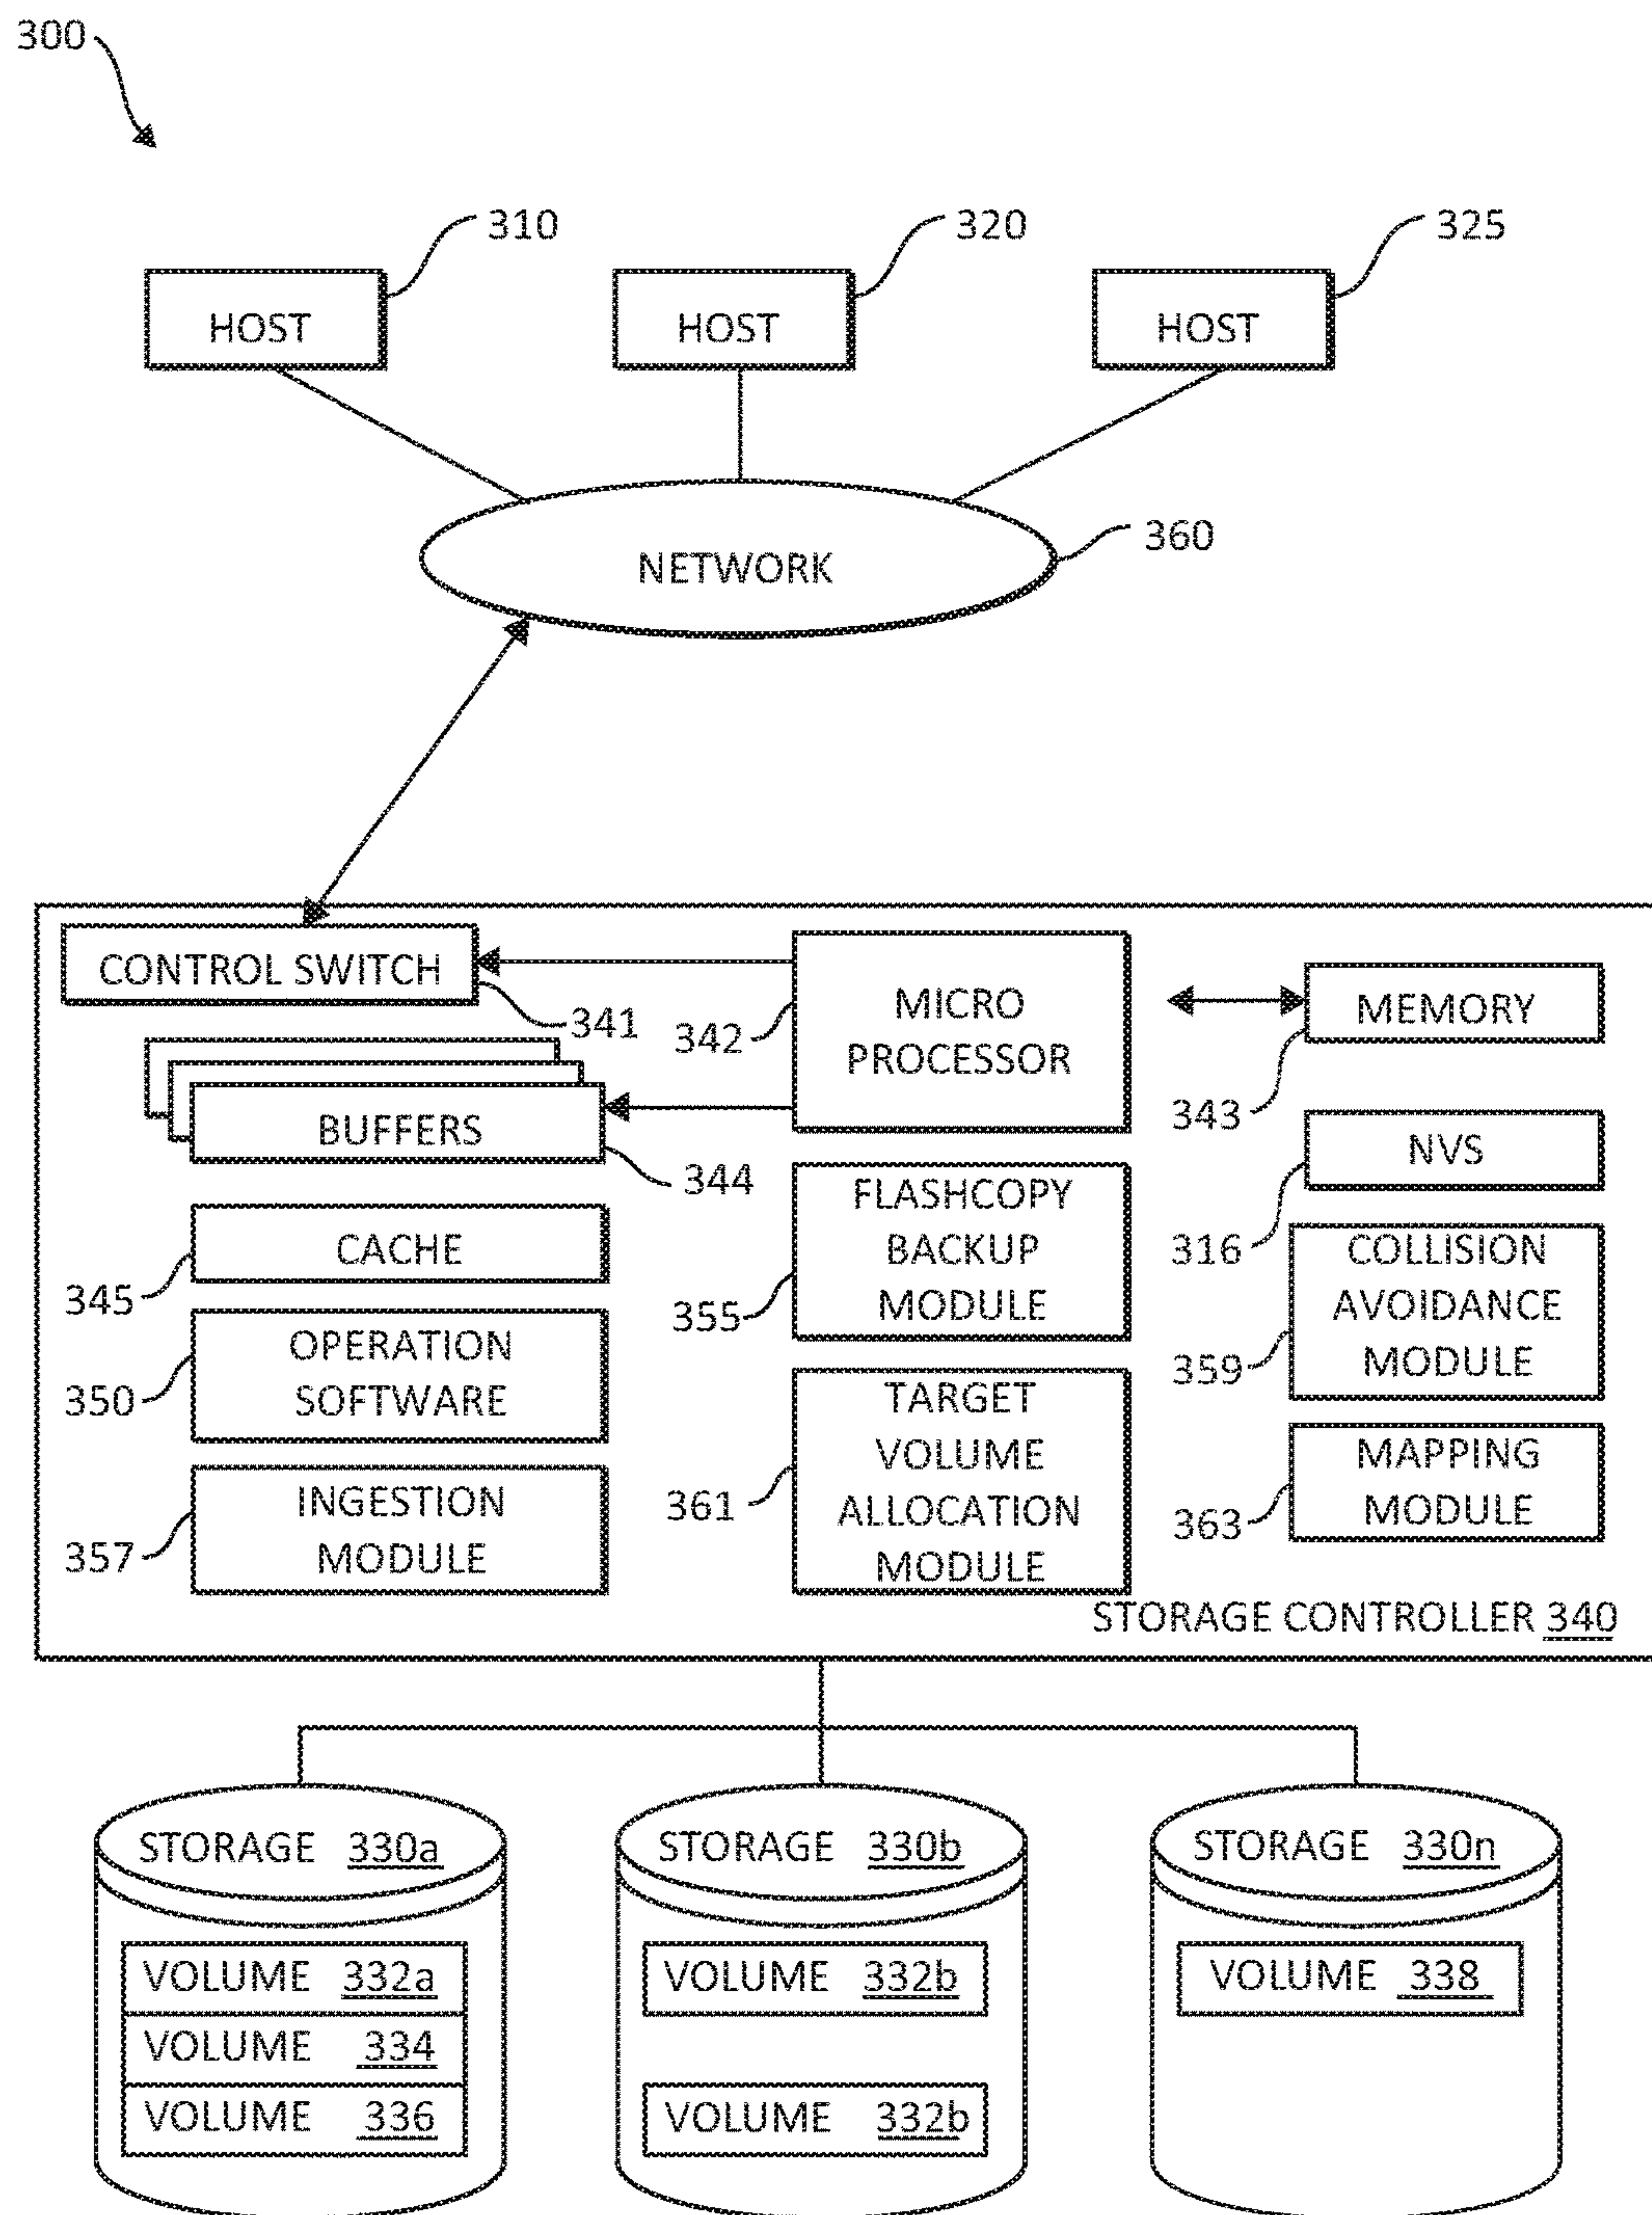 300
310
320
325
HOST
HOST
HOST
360
NETWORK
CONTROL SWITCH
341
342
MICRO
PROCESSOR
MEMORY
343
BUFFERS
344
NVS
316
CACHE
345
FLASHCOPY
BACKUP
MODULE
355
COLLISION
AVOIDANCE
MODULE
359
OPERATION
SOFTWARE
350
TARGET
VOLUME
ALLOCATION
MODULE
361
MAPPING
MODULE
363
INGESTION
MODULE
357
STORAGE CONTROLLER 340
STORAGE 330a
VOLUME 332a
VOLUME 334
VOLUME 336
STORAGE 330b
VOLUME 332b
VOLUME 332b
STORAGE 330n
VOLUME 338